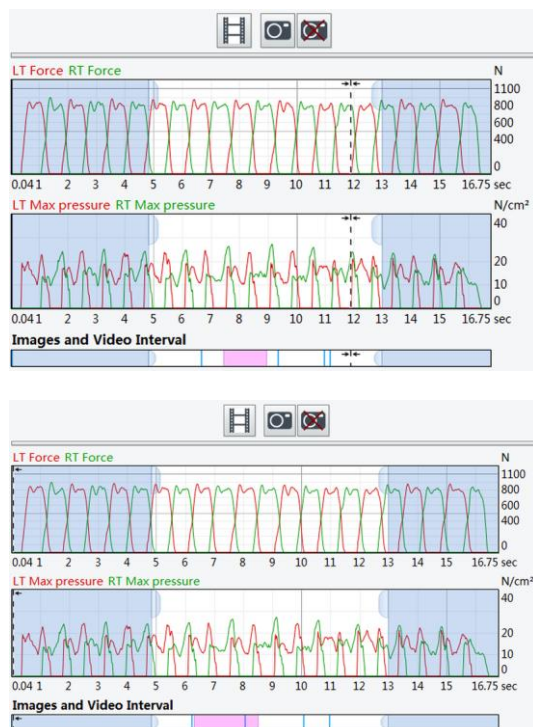 LT Force RT Force N
1100
800
600
400
0
0.04 1 2 3 4 5 6 7 8 9 10 11 12 13 14 15 16.75 sec
LT Max pressure RT Max pressure N/cm²
40
20
10
0
0.04 1 2 3 4 5 6 7 8 9 10 11 12 13 14 15 16.75 sec
Images and Video Interval
LT Force RT Force N
1100
800
600
400
0
0.04 1 2 3 4 5 6 7 8 9 10 11 12 13 14 15 16.75 sec
LT Max pressure RT Max pressure N/cm²
40
20
10
0
0.04 1 2 3 4 5 6 7 8 9 10 11 12 13 14 15 16.75 sec
Images and Video Interval